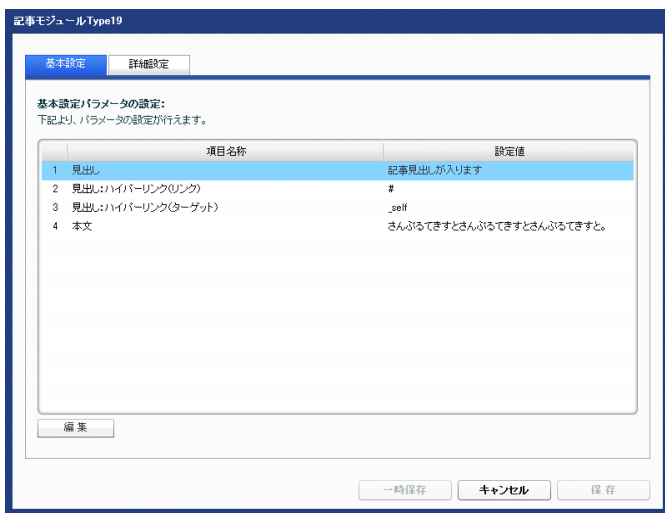 記事モジュールType19
基本設定 詳細設定
基本設定パラメータの設定:
下記より、パラメータの設定が行えます。
項目名称 設定値
1 見出し 記事見出しが入ります
2 見出し:ハイパーリンク(リンク) #
3 見出し:ハイパーリンク(ターゲット) _self
4 本文 さんぷるてきすとさんぷるてきすとさんぷるてきすと。
編集
一時保存 キャンセル 保存